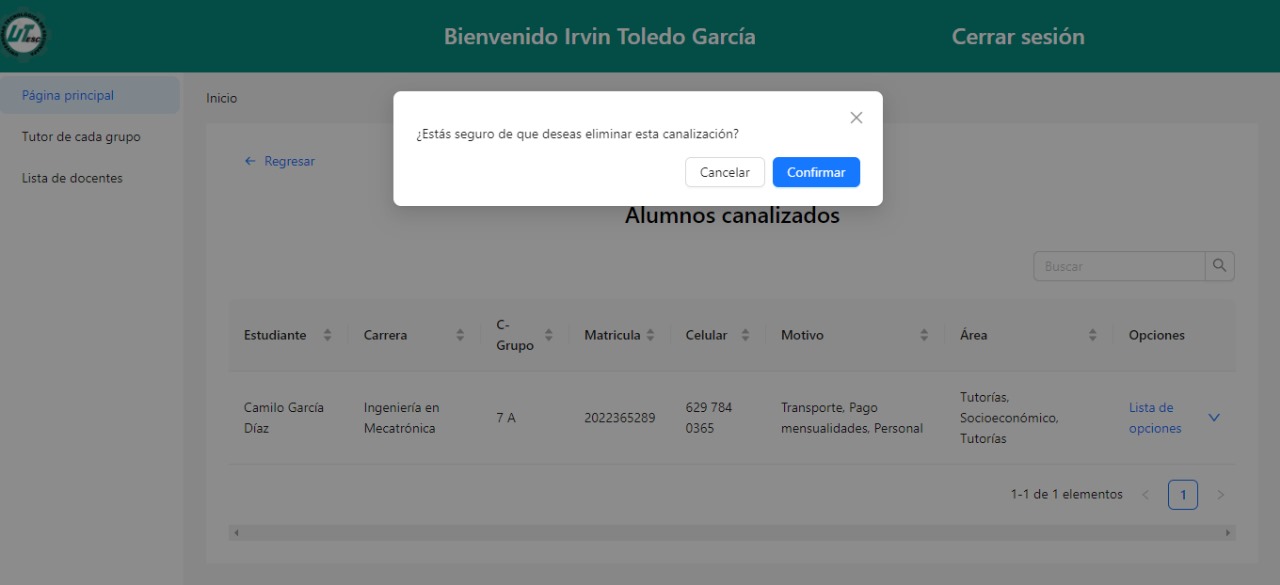 UTesc
Bienvenido Irvin Toledo García
Cerrar sesión
Página principal
Tutor de cada grupo
Lista de docentes
Inicio
¿Estás seguro de que deseas eliminar esta canalización?
Cancelar
Confirmar
← Regresar
Alumnos canalizados
Buscar
Estudiante
Carrera
C-
Grupo
Matricula
Celular
Motivo
Área
Opciones
Camilo García
Díaz
Ingeniería en
Mecatrónica
7 A
2022365289
629 784
0365
Transporte, Pago
mensualidades, Personal
Tutorías,
Socioeconómico,
Tutorías
Lista de
opciones
1-1 de 1 elementos
1